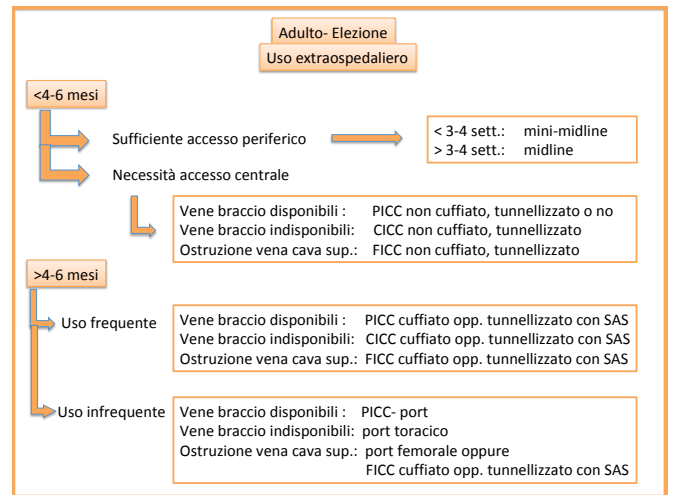 Adulto- Elezione
Uso extraospedaliero
<4-6 mesi
Sufficiente accesso periferico
< 3-4 sett.: mini-midline
> 3-4 sett.: midline
Necessità accesso centrale
Vene braccio disponibili : PICC non cuffiato, tunnellizzato o no
Vene braccio indisponibili: CICC non cuffiato, tunnellizzato
Ostruzione vena cava sup.: FICC non cuffiato, tunnellizzato
>4-6 mesi
Uso frequente
Vene braccio disponibili : PICC cuffiato opp. tunnellizzato con SAS
Vene braccio indisponibili: CICC cuffiato opp. tunnellizzato con SAS
Ostruzione vena cava sup.: FICC cuffiato opp. tunnellizzato con SAS
Uso infrequente
Vene braccio disponibili : PICC- port
Vene braccio indisponibili: port toracico
Ostruzione vena cava sup.: port femorale oppure
FICC cuffiato opp. tunnellizzato con SAS